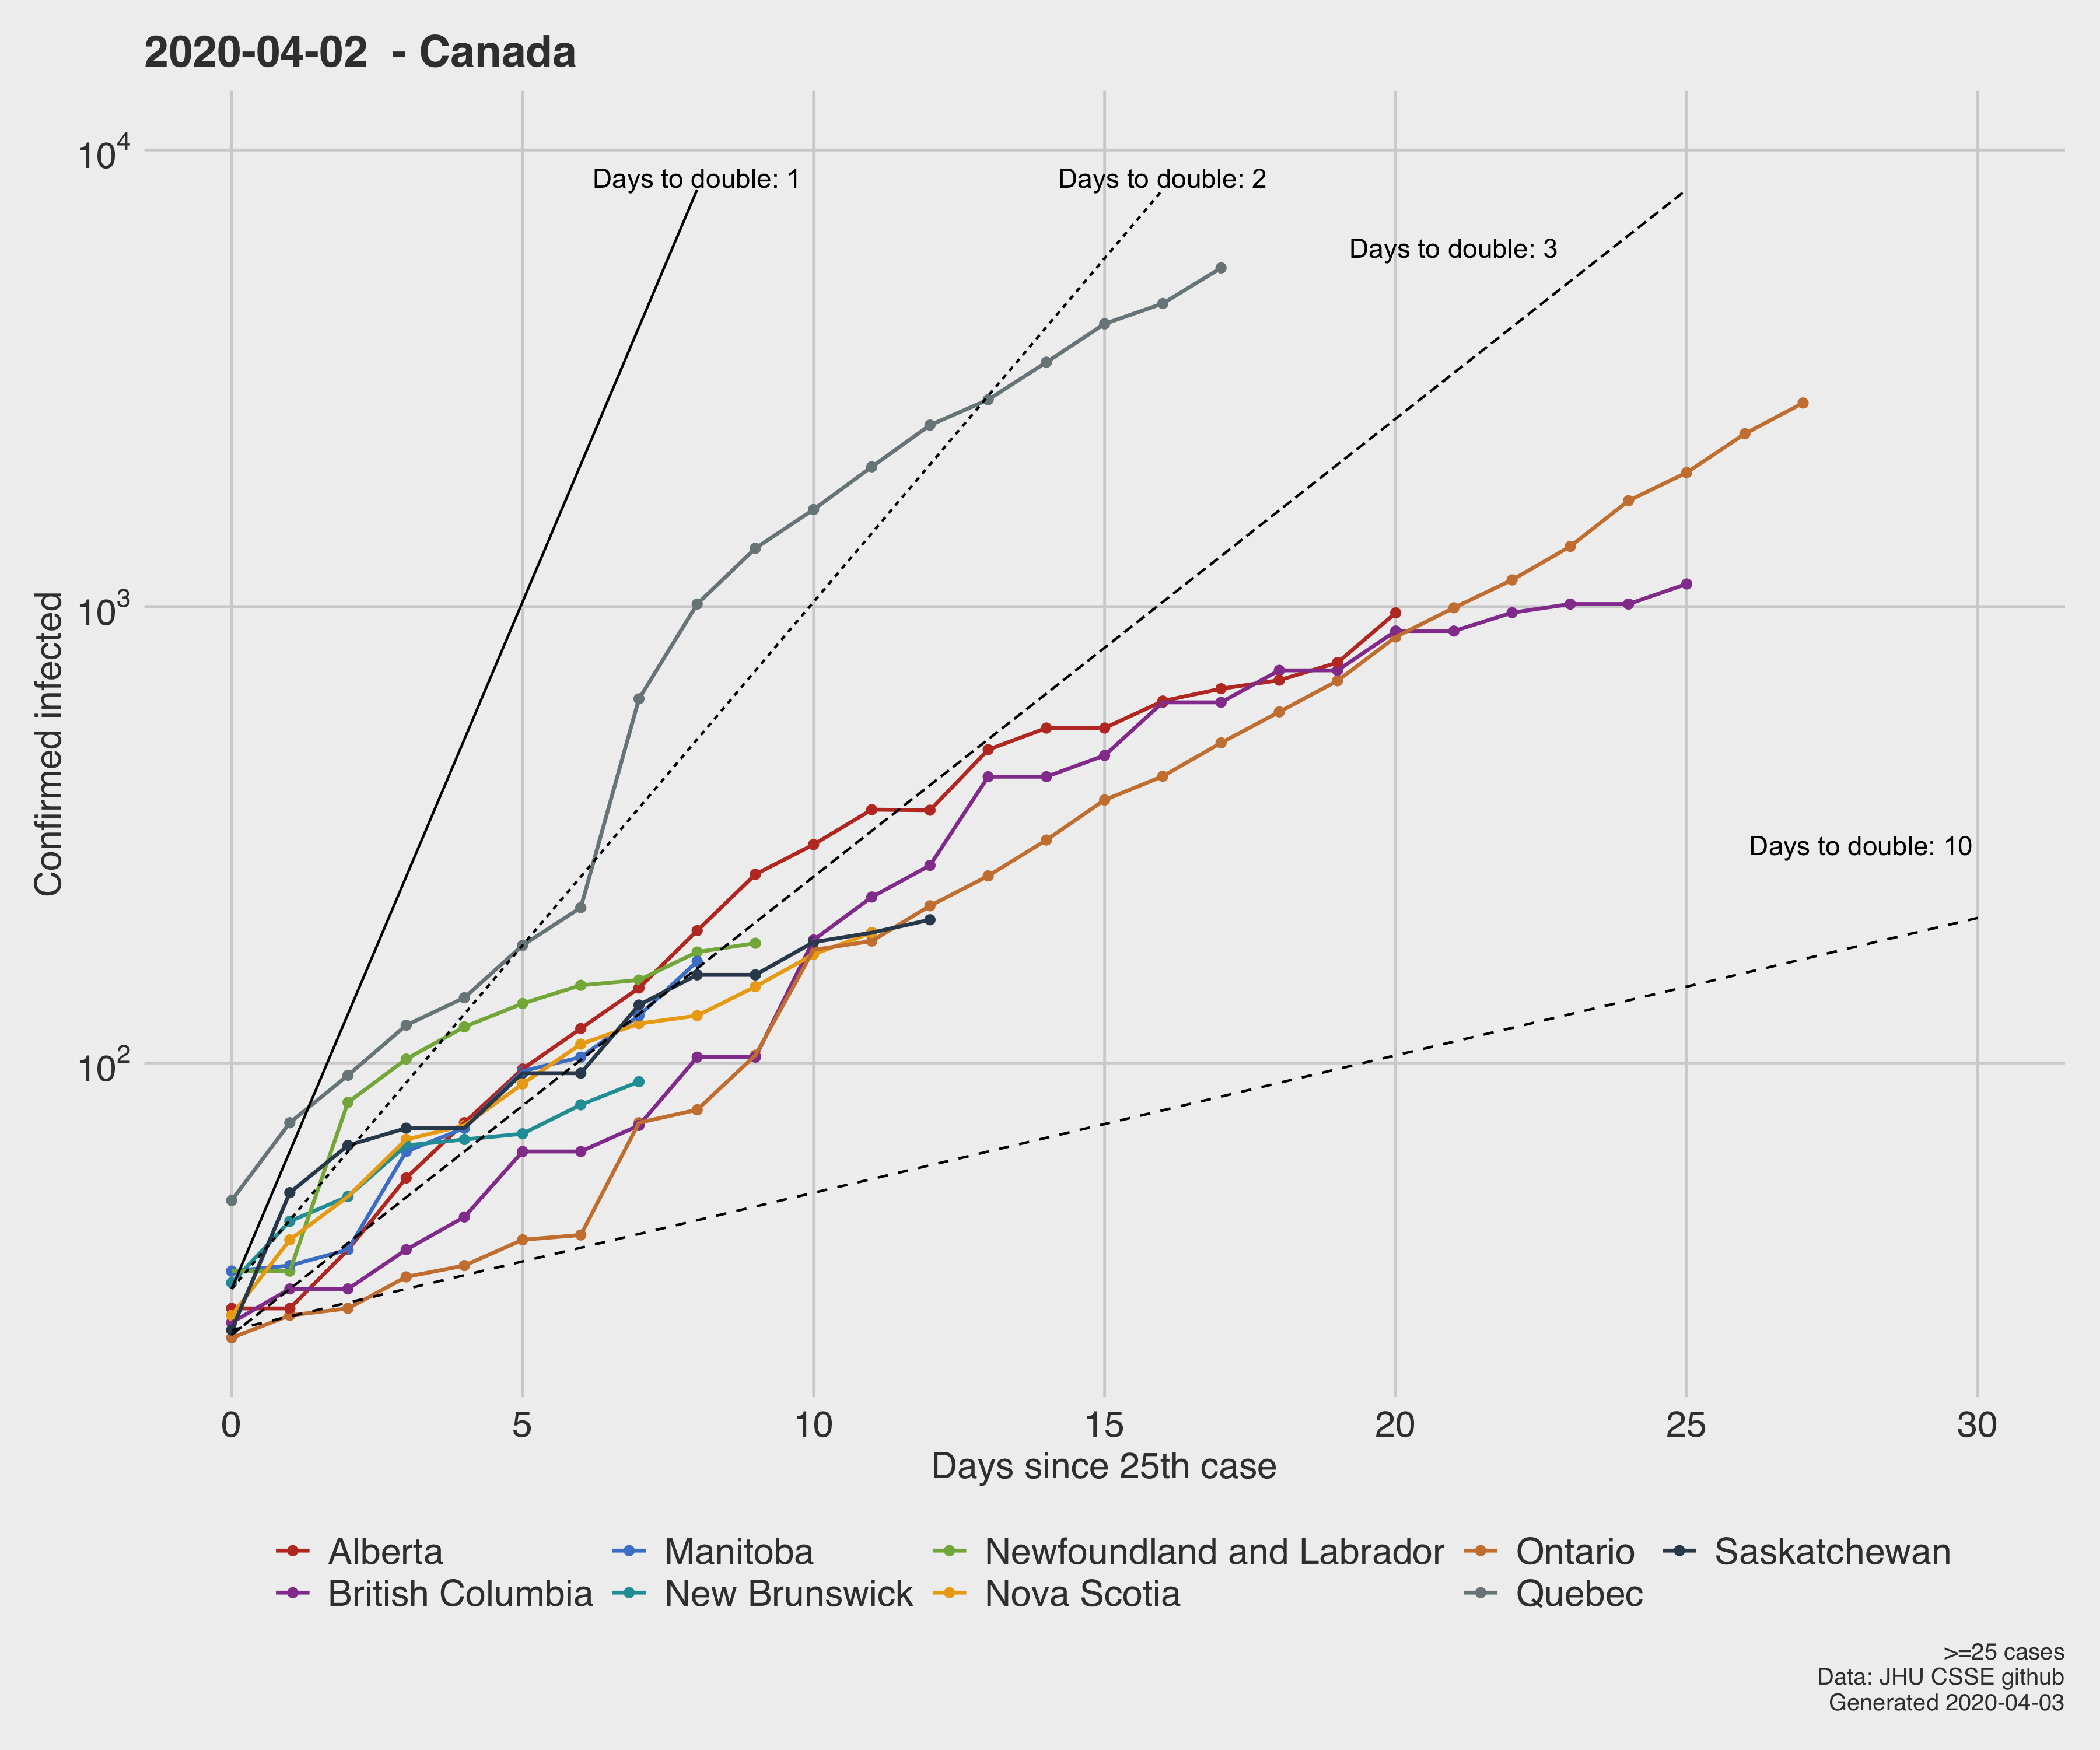 2020-04-02  - Canada
10^4
Days to double: 1
Days to double: 2
Days to double: 3
10^3
Confirmed infected
Days to double: 10
10^2
0 5 10 15 20 25 30
Days since 25th case
Alberta Manitoba Newfoundland and Labrador Ontario Saskatchewan
British Columbia New Brunswick Nova Scotia Quebec
>=25 cases
Data: JHU CSSE github
Generated 2020-04-03